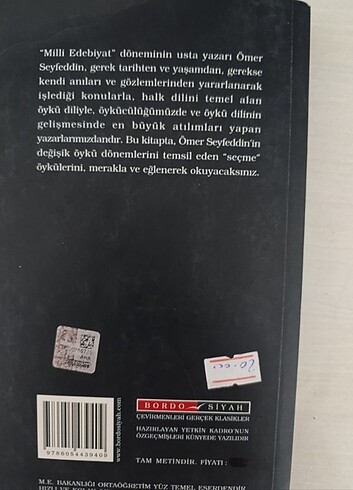 "Milli Edebiyat" döneminin usta yazarı Ömer
Seyfeddin, gerek tarihten ve yaşamdan, gerekse
kendi anıları ve gözlemlerinden yararlanarak
işlediği konularla, halk dilini temel alan
öykü diliyle, öykücülüğümüzde ve öykü dilinin
gelişmesinde en büyük atılımları yapan
yazarlarımızdandır. Bu kitapta, Ömer Seyfeddin'in
değişik öykü dönemlerini temsil eden "seçme"
öykülerini, merakla ve eğlenerek okuyacaksınız.
BORDO SİYAH
ÇEVİRMENLERİ GERÇEK KLASİKLER
HAZIRLAYAN YETKİN KADRO'NUN
ÖZGEÇMİŞLERİ KÜNYEDE YAZILIDIR
www.bordosiyah.com
9786054439409
TAM METİNDİR. FİYATI:
M.E. BAKANLIĞI ORTAÖĞRETİM YÜZ TEMEL ESERDENDİR